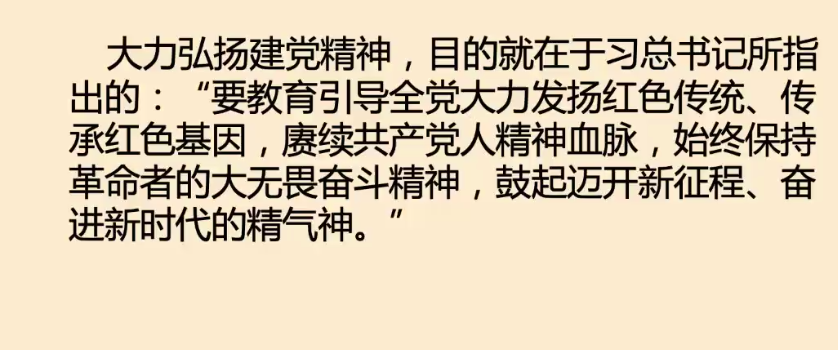 大力弘扬建党精神，目的就在于习总书记所指
出的：“要教育引导全党大力发扬红色传统、传
承红色基因，赓续共产党人精神血脉，始终保持
革命者的大无畏奋斗精神，鼓起迈开新征程、奋
进新时代的精气神。”